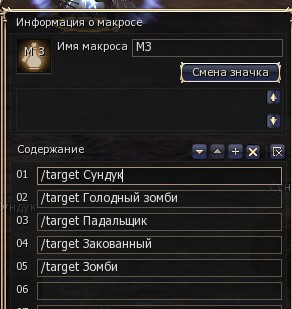 Информация о макросе
М 3
Имя макроса М3
Смена значка
Содержание
01 /target Сундук
02 /target Голодный зомби
03 /target Падальщик
04 /target Закованный
05 /target Зомби
06